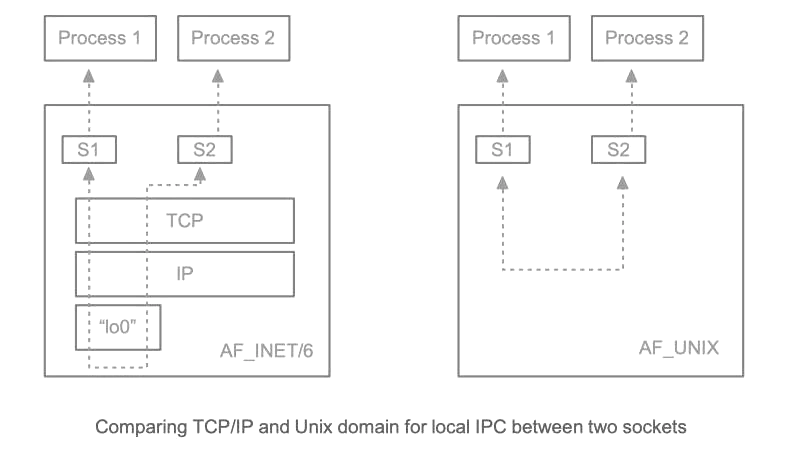 Process 1
Process 2
S1
S2
TCP
IP
“lo0”
AF_INET/6
Process 1
Process 2
S1
S2
AF_UNIX
Comparing TCP/IP and Unix domain for local IPC between two sockets